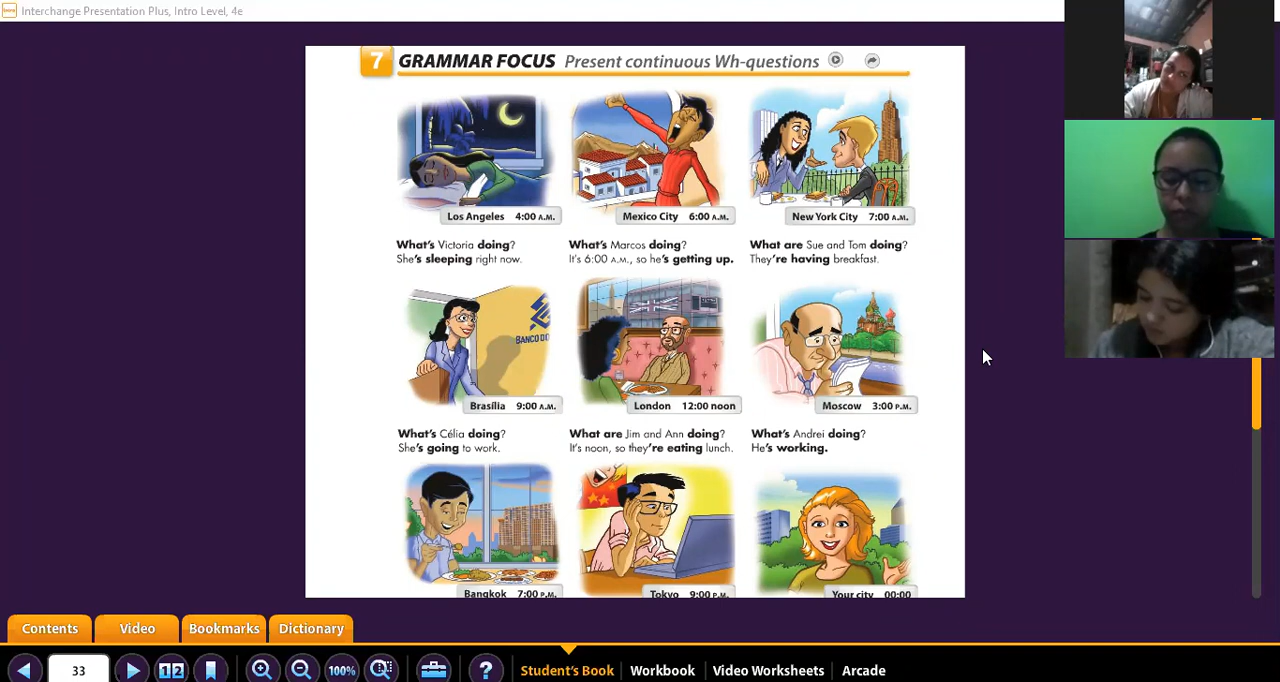 Interchange Presentation Plus, Intro Level, 4e
7 GRAMMAR FOCUS Present continuous Wh-questions
Los Angeles 4:00 A.M.
Mexico City 6:00 A.M.
New York City 7:00 A.M.
What's Victoria doing?
She's sleeping right now.
What's Marcos doing?
It's 6:00 A.M., so he's getting up.
What are Sue and Tom doing?
They're having breakfast.
BANCO DO
Brasília 9:00 A.M.
London 12:00 noon
Moscow 3:00 P.M.
What's Célia doing?
She's going to work.
What are Jim and Ann doing?
It's noon, so they're eating lunch.
What's Andrei doing?
He's working.
Bangkok 7:00 P.M.
Tokyo 9:00 P.M.
Your city 00:00
Contents
Video
Bookmarks
Dictionary
33
1 2
100%
?
Student's Book
Workbook
Video Worksheets
Arcade